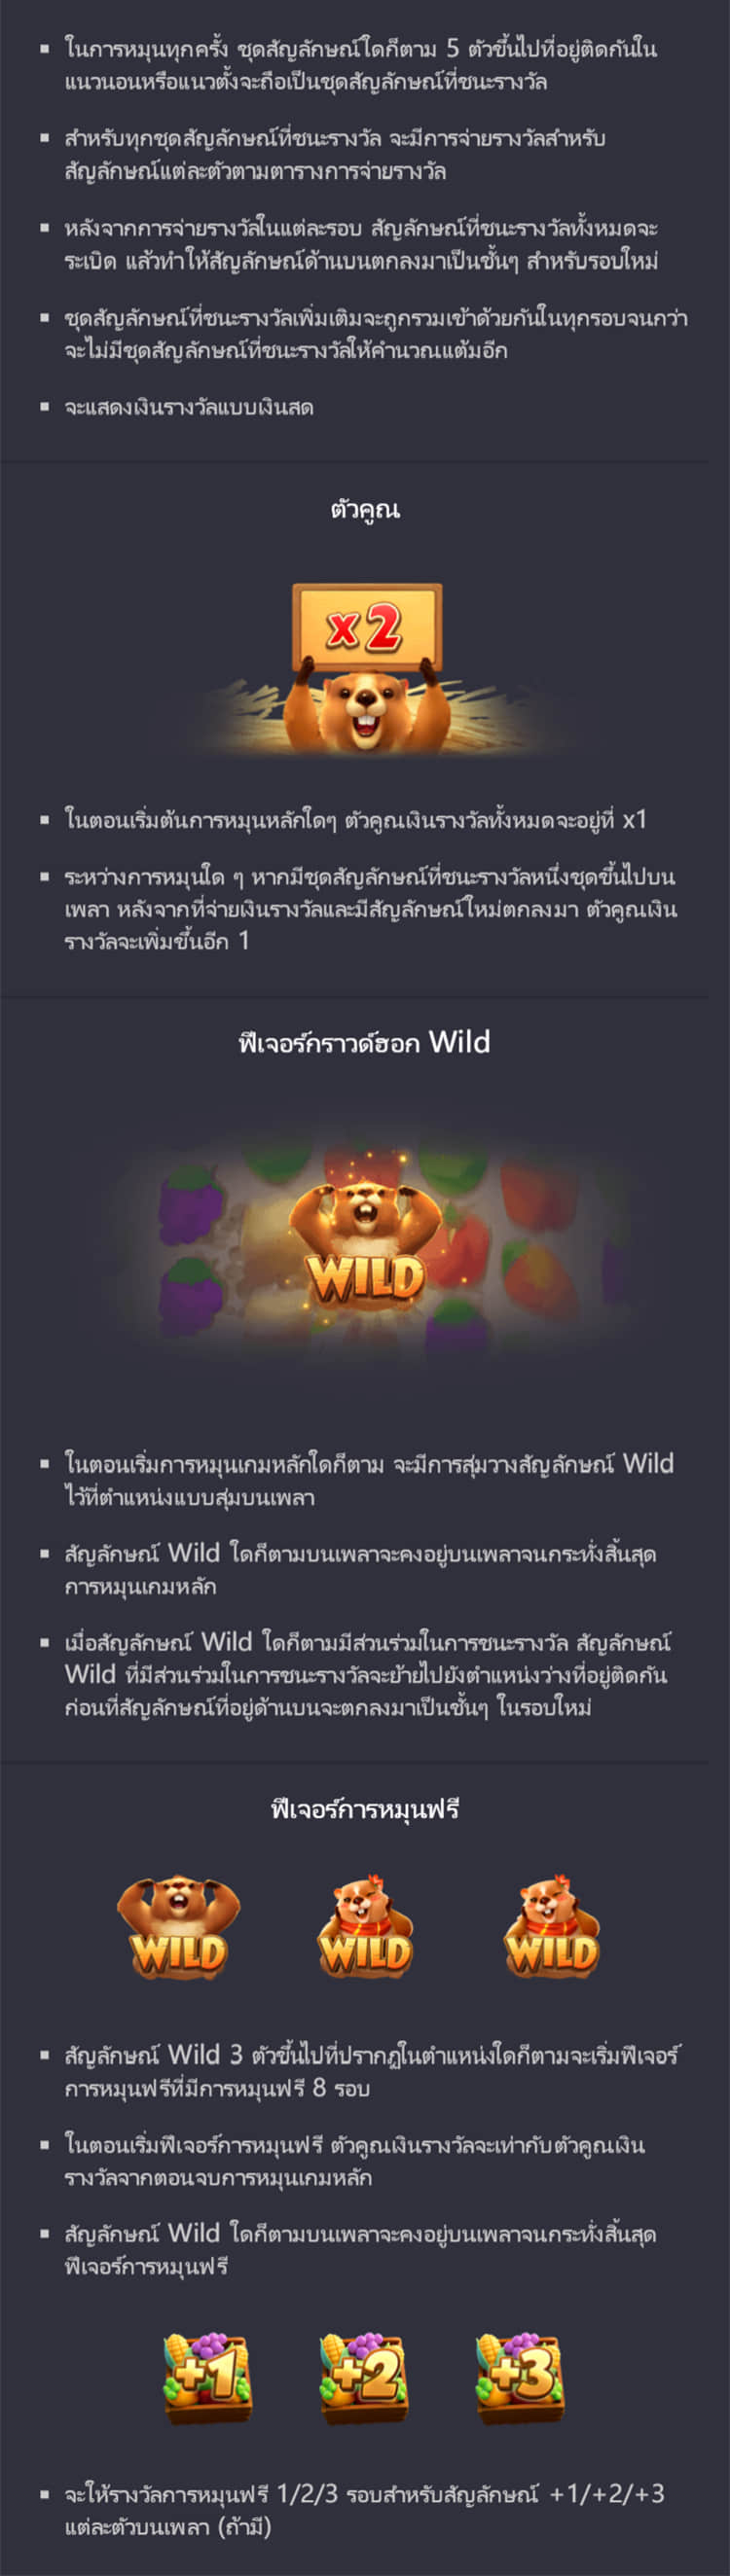 ในการหมุนทุกครั้ง ชุดสัญลักษณ์ใดก็ตาม 5 ตัวขึ้นไปที่อยู่ติดกันใน
แนวนอนหรือแนวตั้งจะถือเป็นชุดสัญลักษณ์ที่ชนะรางวัล
สำหรับทุกชุดสัญลักษณ์ที่ชนะรางวัล จะมีการจ่ายรางวัลสำหรับ
สัญลักษณ์แต่ละตัวตามตารางการจ่ายรางวัล
หลังจากการจ่ายรางวัลในแต่ละรอบ สัญลักษณ์ที่ชนะรางวัลทั้งหมดจะ
ระเบิด แล้วทำให้สัญลักษณ์ด้านบนตกลงมาเป็นชั้นๆ สำหรับรอบใหม่
ชุดสัญลักษณ์ที่ชนะรางวัลเพิ่มเติมจะถูกรวมเข้าด้วยกันในทุกรอบจนกว่า
จะไม่มีชุดสัญลักษณ์ที่ชนะรางวัลให้คำนวณแต้มอีก
จะแสดงเงินรางวัลแบบเงินสด
ตัวคูณ
x2
ในตอนเริ่มต้นการหมุนหลักใดๆ ตัวคูณเงินรางวัลทั้งหมดจะอยู่ที่ x1
ระหว่างการหมุนใด ๆ หากมีชุดสัญลักษณ์ที่ชนะรางวัลหนึ่งชุดขึ้นไปบน
เพลา หลังจากที่จ่ายเงินรางวัลและมีสัญลักษณ์ใหม่ตกลงมา ตัวคูณเงิน
รางวัลจะเพิ่มขึ้นอีก 1
ฟีเจอร์กราวด์ฮอก Wild
WILD
ในตอนเริ่มการหมุนเกมหลักใดก็ตาม จะมีการสุ่มวางสัญลักษณ์ Wild
ไว้ที่ตำแหน่งแบบสุ่มบนเพลา
สัญลักษณ์ Wild ใดก็ตามบนเพลาจะคงอยู่บนเพลาจนกระทั่งสิ้นสุด
การหมุนเกมหลัก
เมื่อสัญลักษณ์ Wild ใดก็ตามมีส่วนร่วมในการชนะรางวัล สัญลักษณ์
Wild ที่มีส่วนร่วมในการชนะรางวัลจะย้ายไปยังตำแหน่งว่างที่อยู่ติดกัน
ก่อนที่สัญลักษณ์ที่อยู่ด้านบนจะตกลงมาเป็นชั้นๆ ในรอบใหม่
ฟีเจอร์การหมุนฟรี
WILD WILD WILD
สัญลักษณ์ Wild 3 ตัวขึ้นไปที่ปรากฏในตำแหน่งใดก็ตามจะเริ่มฟีเจอร์
การหมุนฟรีที่มีการหมุนฟรี 8 รอบ
ในตอนเริ่มฟีเจอร์การหมุนฟรี ตัวคูณเงินรางวัลจะเท่ากับตัวคูณเงิน
รางวัลจากตอนจบการหมุนเกมหลัก
สัญลักษณ์ Wild ใดก็ตามบนเพลาจะคงอยู่บนเพลาจนกระทั่งสิ้นสุด
ฟีเจอร์การหมุนฟรี
+1 +2 +3
จะให้รางวัลการหมุนฟรี 1/2/3 รอบสำหรับสัญลักษณ์ +1/+2/+3
แต่ละตัวบนเพลา (ถ้ามี)